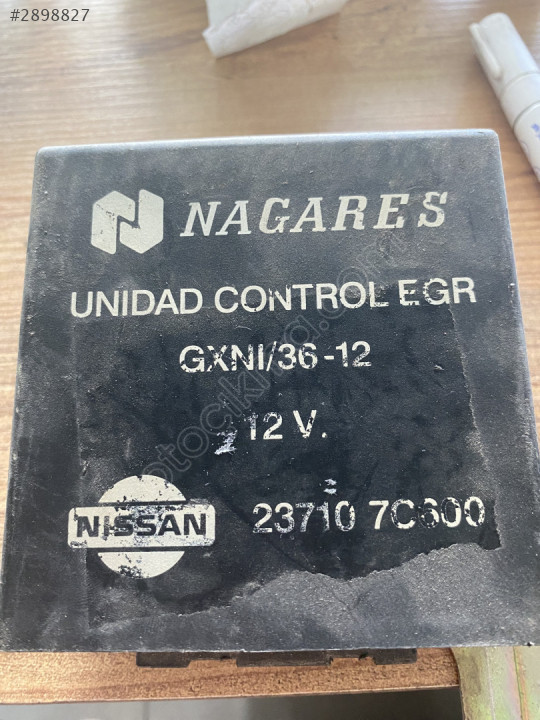 #2898827
NAGARES
UNIDAD CONTROL EGR
GXNI/36-12
12 V.
NISSAN 23710 7C600